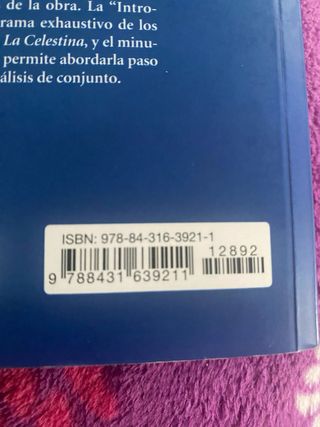 s de la obra. La “Intro-
rama exhaustivo de los
La Celestina, y el minu-
permite abordarla paso
álisis de conjunto.
ISBN: 978-84-316-3921-1
12892
9 788431 639211